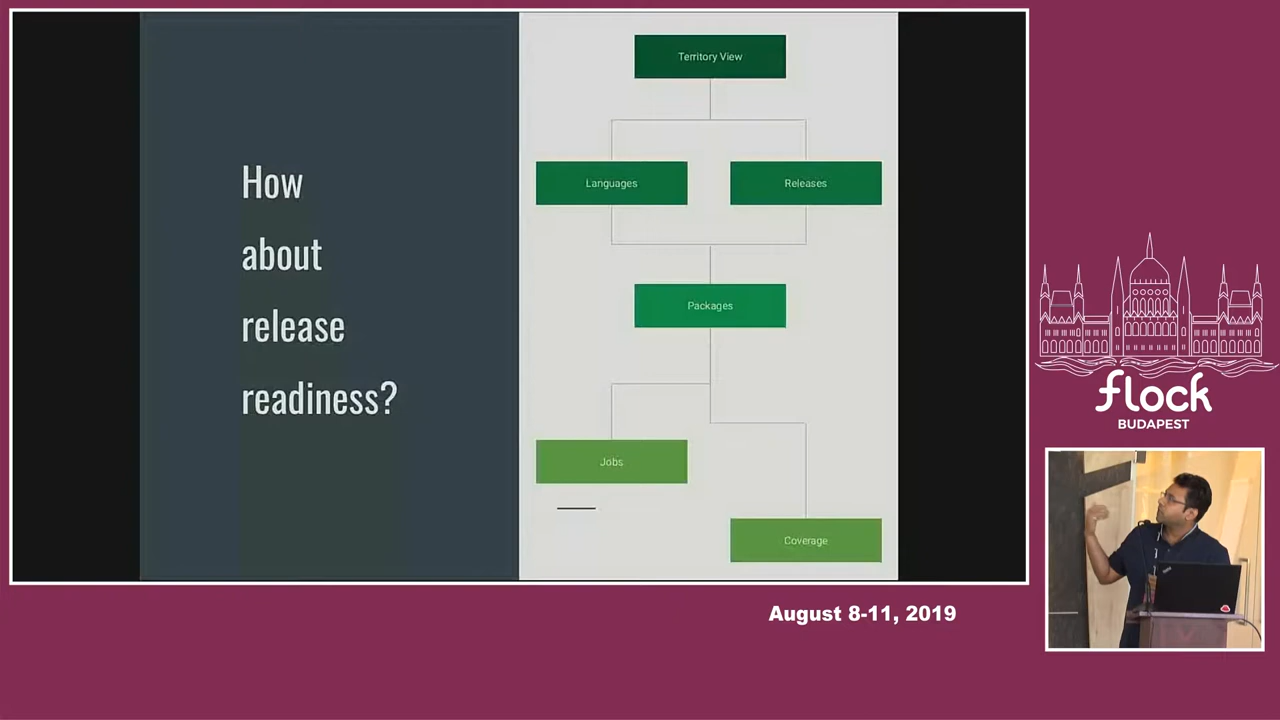 How
about
release
readiness?
Territory View
Languages
Releases
Packages
Jobs
Coverage
flock
BUDAPEST
August 8-11, 2019